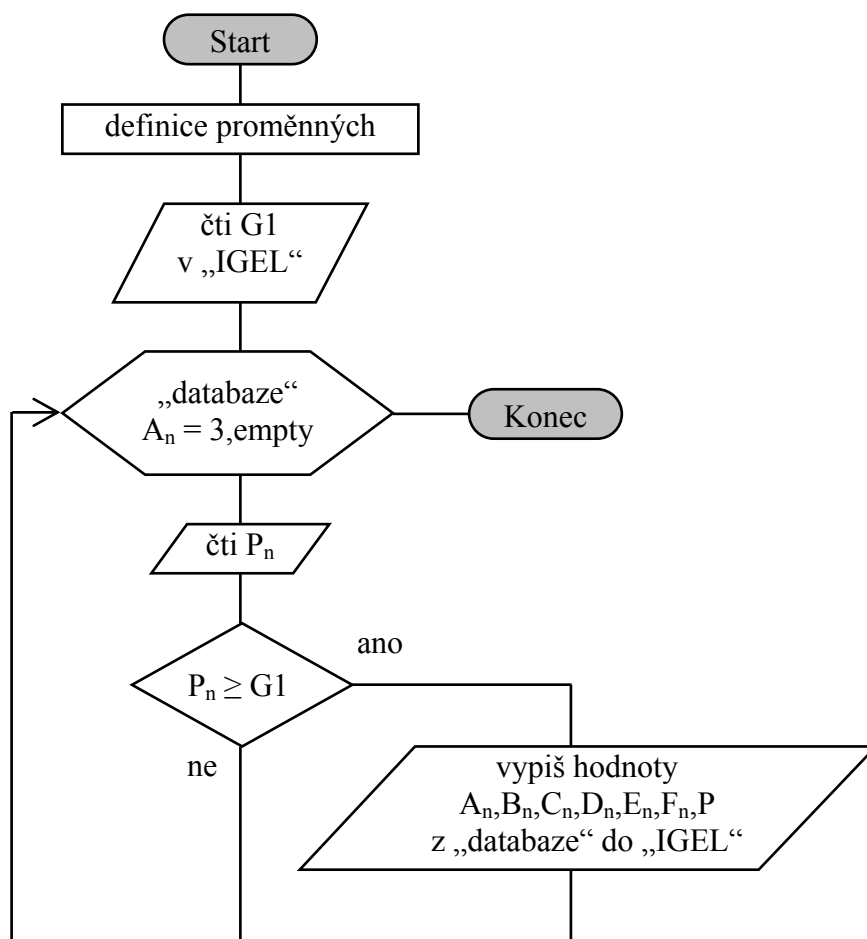 Start
definice proměnných
čti G1
v „IGEL“
„databaze“
Aₙ = 3,empty
Konec
čti Pₙ
ano
Pₙ ≥ G1
ne
vypiš hodnoty
Aₙ,Bₙ,Cₙ,Dₙ,Eₙ,Fₙ,P
z „databaze“ do „IGEL“